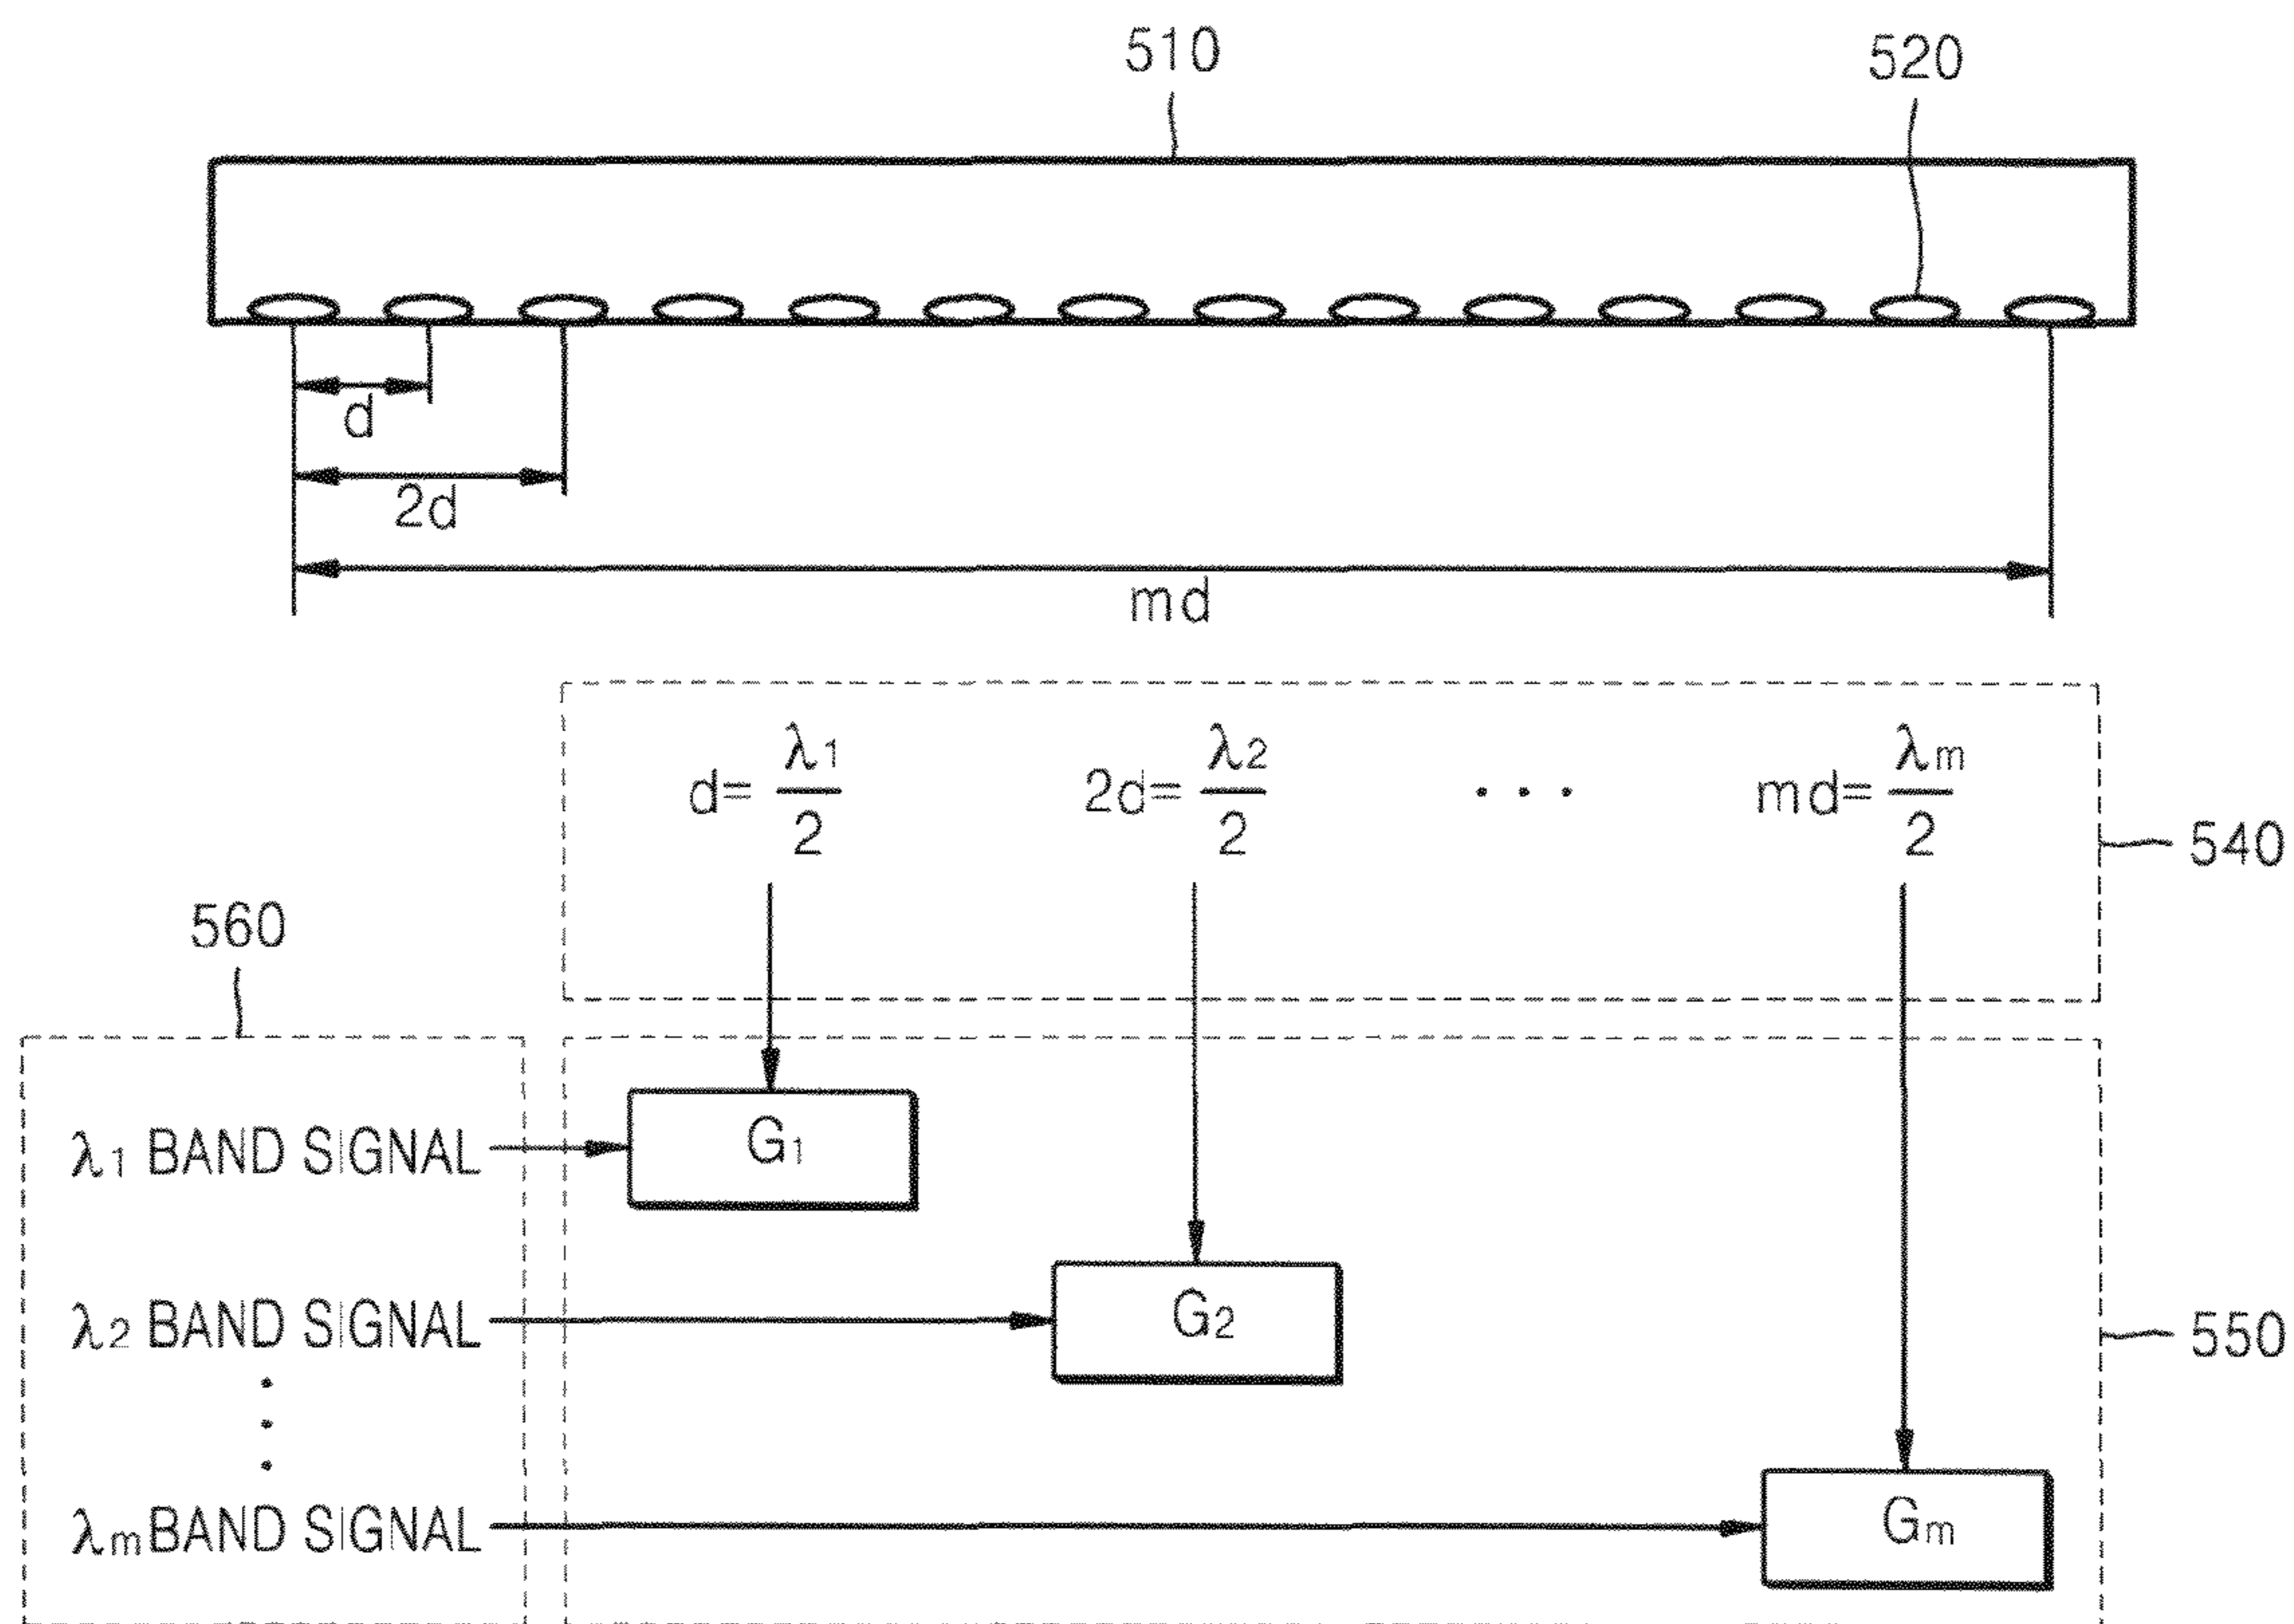 510
520
d
2d
md
d= λ1/2
2d= λ2/2
• • •
md= λm/2
540
560
λ1 BAND SIGNAL
G1
λ2 BAND SIGNAL
G2
550
λm BAND SIGNAL
Gm